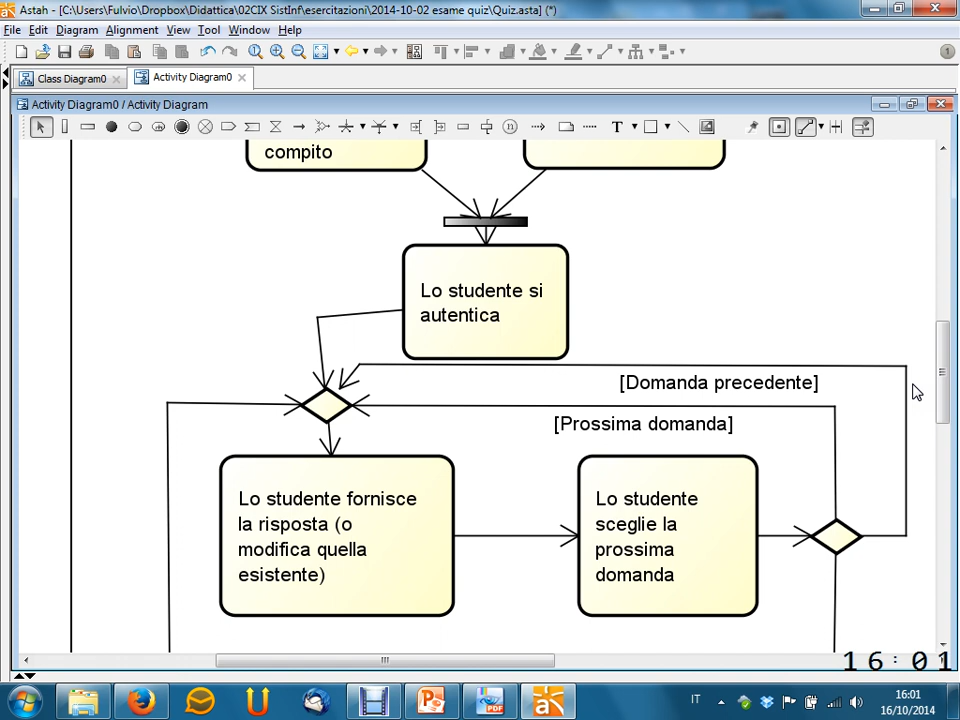 Astah - [C:\Users\Fulvio\Dropbox\Didattica\02CIX SistInf\esercitazioni\2014-10-02 esame quiz\Quiz.asta] (*)
File Edit Diagram Alignment View Tool Window Help
Class Diagram0
Activity Diagram0
Activity Diagram0 / Activity Diagram
compito
Lo studente si
autentica
[Domanda precedente]
[Prossima domanda]
Lo studente fornisce
la risposta (o
modifica quella
esistente)
Lo studente
sceglie la
prossima
domanda
16:01
IT
16:01
16/10/2014